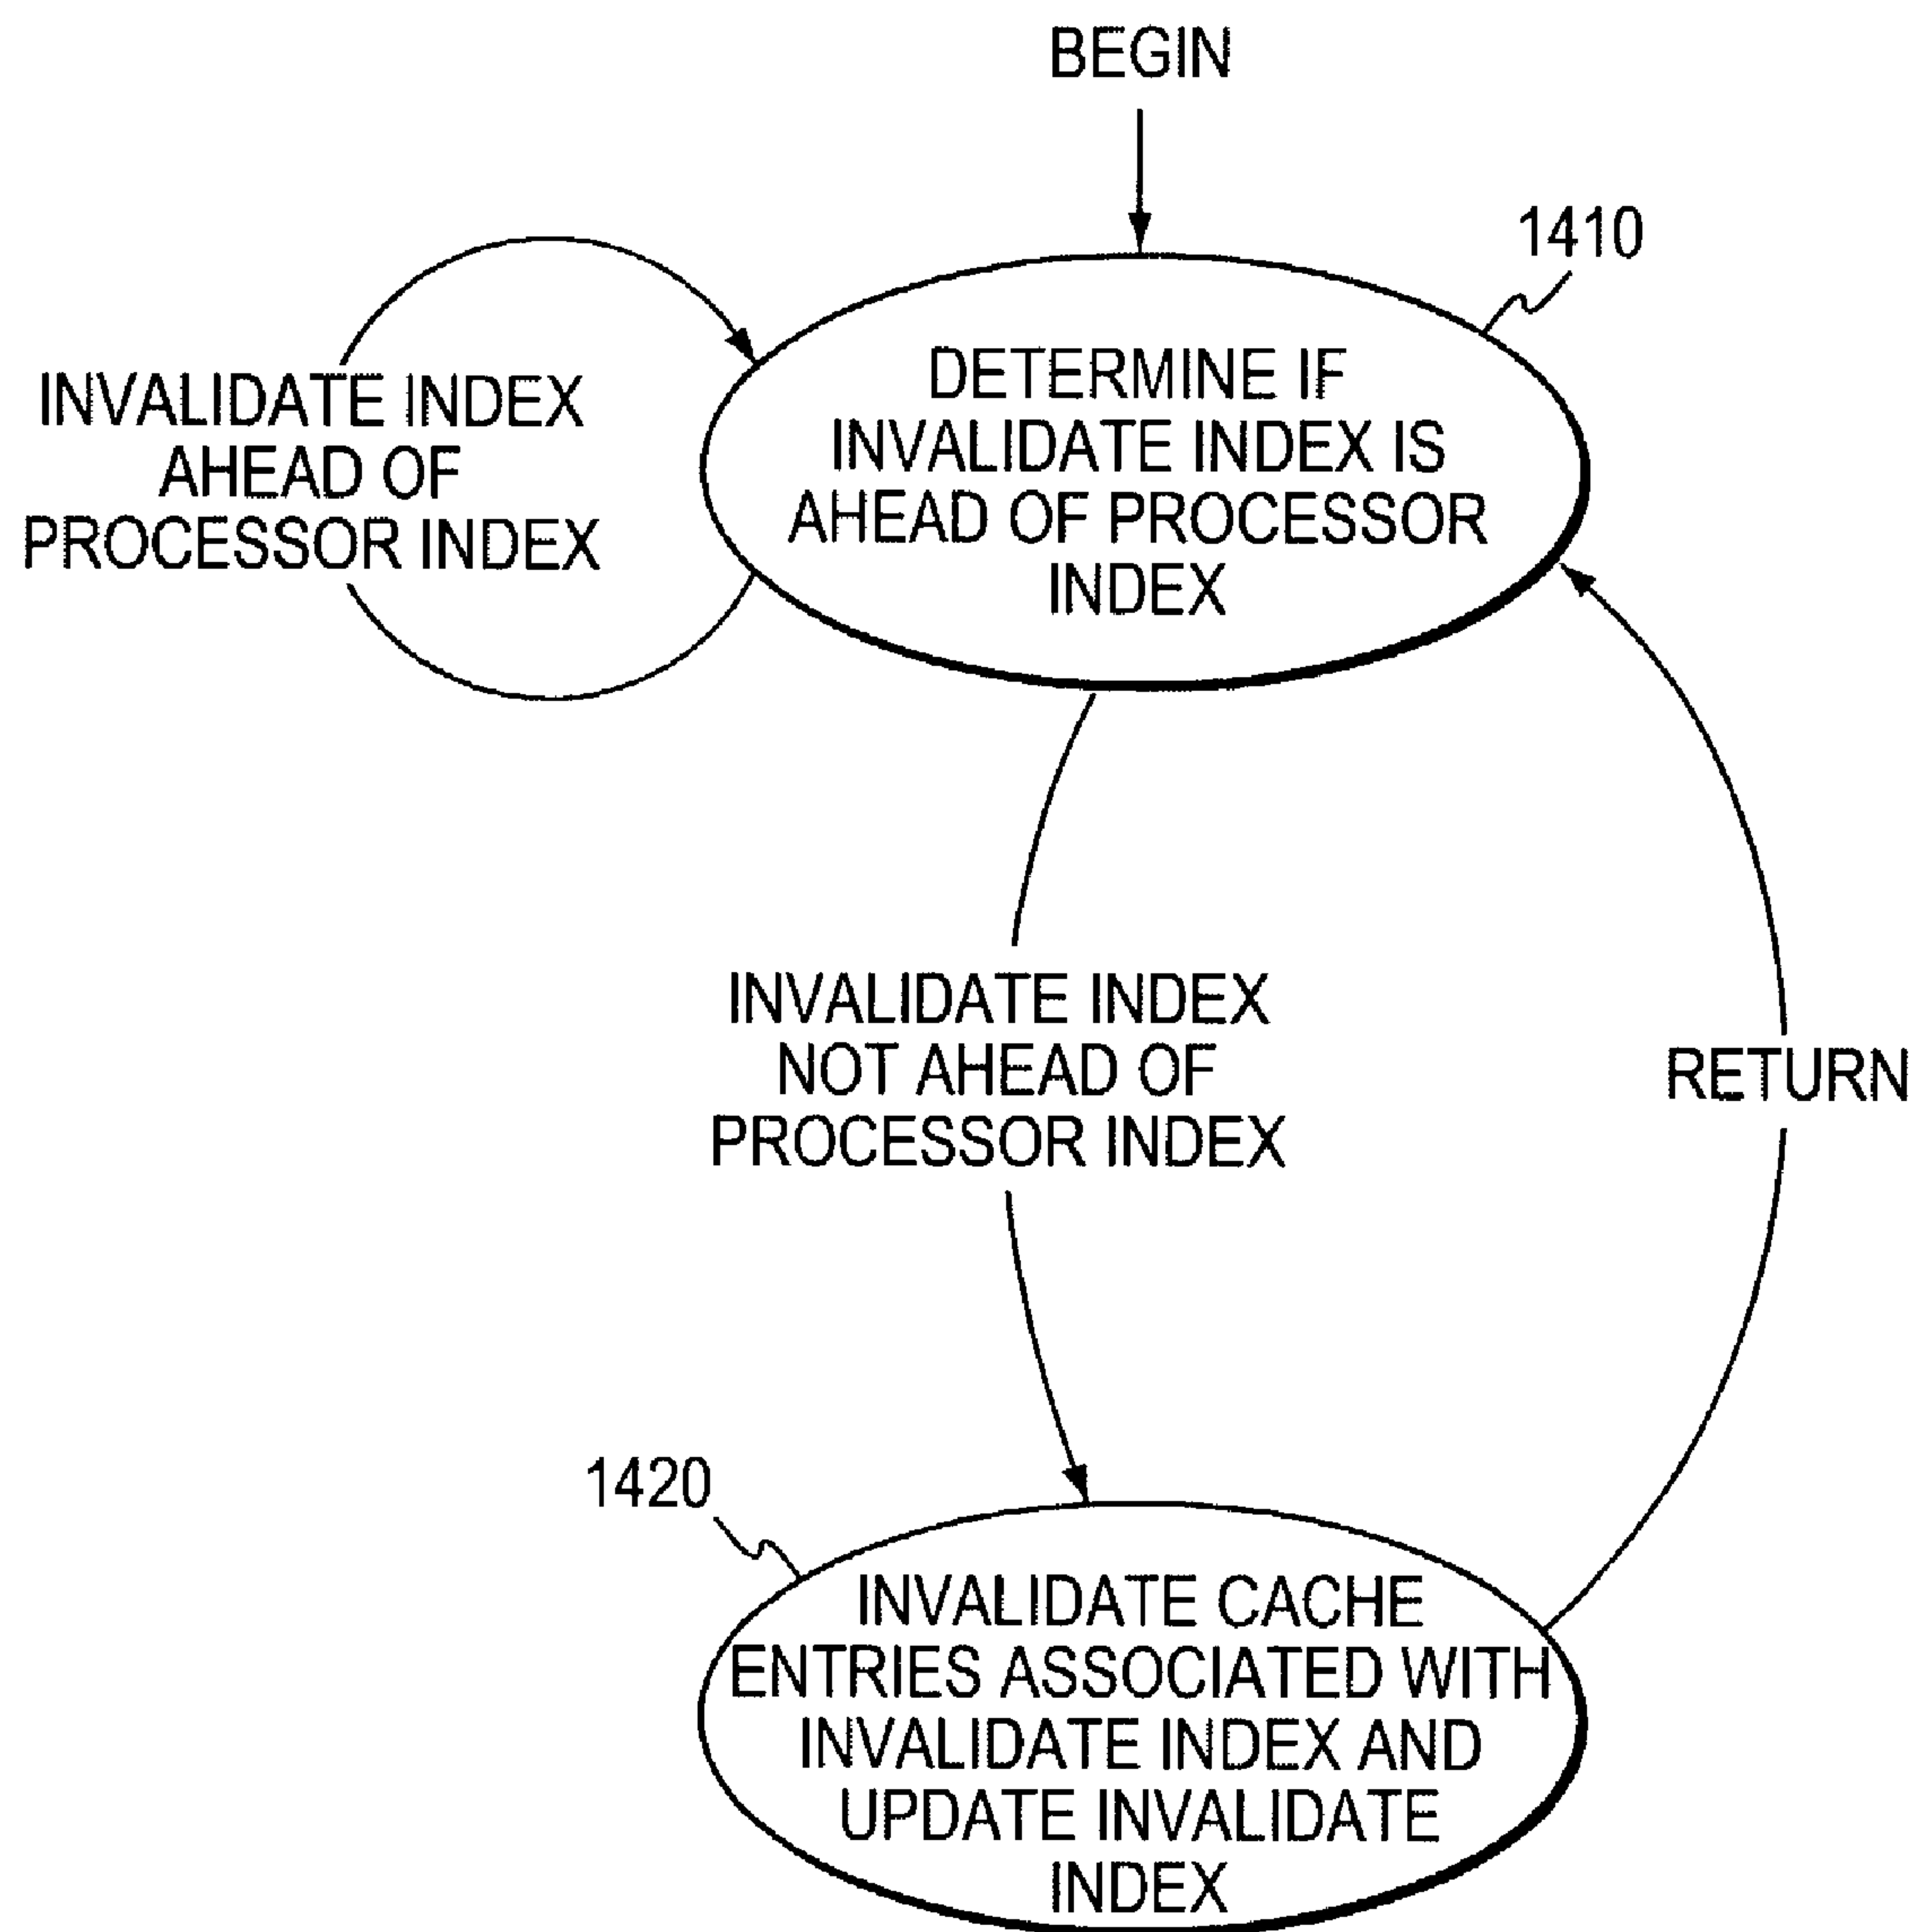 BEGIN
1410
DETERMINE IF
INVALIDATE INDEX IS
AHEAD OF PROCESSOR
INDEX
INVALIDATE INDEX
AHEAD OF
PROCESSOR INDEX
INVALIDATE INDEX
NOT AHEAD OF
PROCESSOR INDEX
RETURN
1420
INVALIDATE CACHE
ENTRIES ASSOCIATED WITH
INVALIDATE INDEX AND
UPDATE INVALIDATE
INDEX